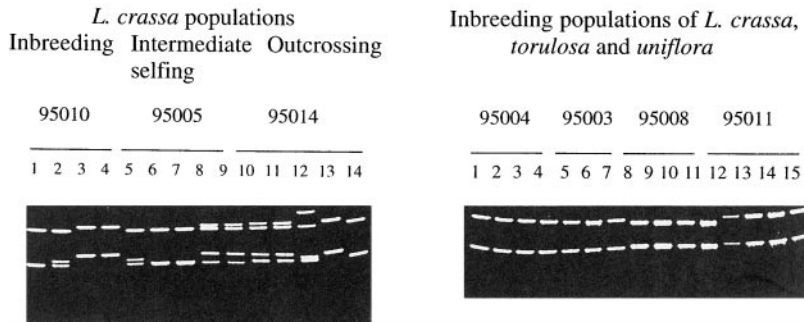 L. crassa populations
Inbreeding Intermediate Outcrossing
selfing
95010 95005 95014
1 2 3 4 5 6 7 8 9 10 11 12 13 14
Inbreeding populations of L. crassa,
torulosa and uniflora
95004 95003 95008 95011
1 2 3 4 5 6 7 8 9 10 11 12 13 14 15